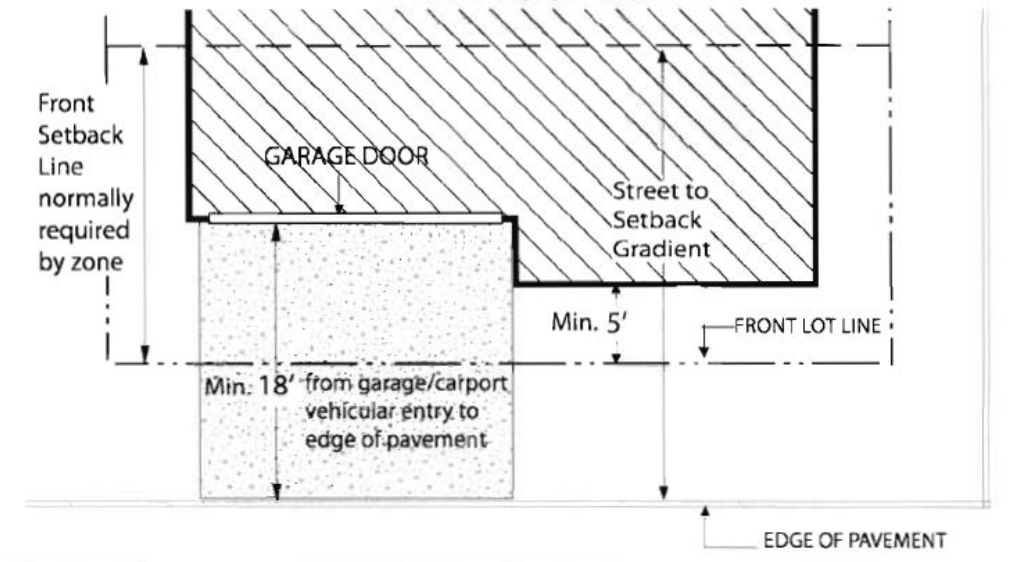 Front
Setback
Line
normally
required
by zone
GARAGE DOOR
Street to
Setback
Gradient
Min. 5'
FRONT LOT LINE
Min. 18' from garage/carport
vehicular entry to
edge of pavement
EDGE OF PAVEMENT